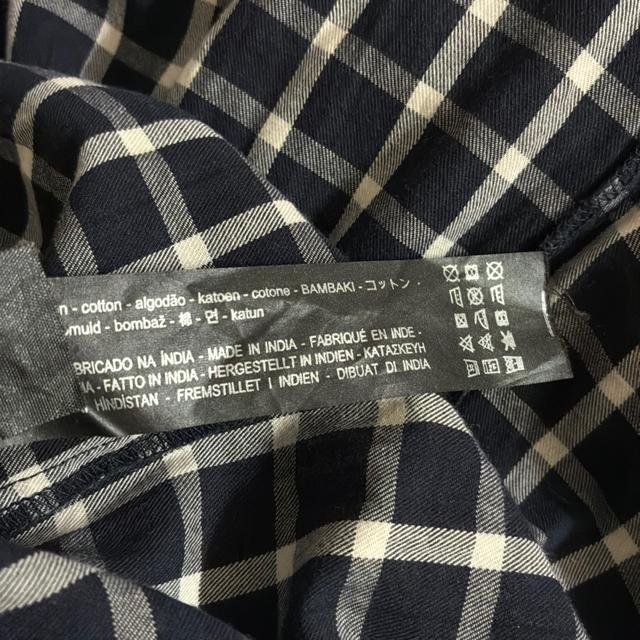 - cotton - algodão - katoen - cotone - BAMBAKI - コットン -
bombaž - 棉 - 면 - katun
BRICADO NA ÍNDIA - MADE IN INDIA - FABRIQUÉ EN INDE -
IA - FATTO IN INDIA - HERGESTELLT IN INDIEN - ΚΑΤΑΣΚΕΥΗ
HİNDİSTAN - FREMSTILLET I INDIEN - DIBUAT DI INDIA